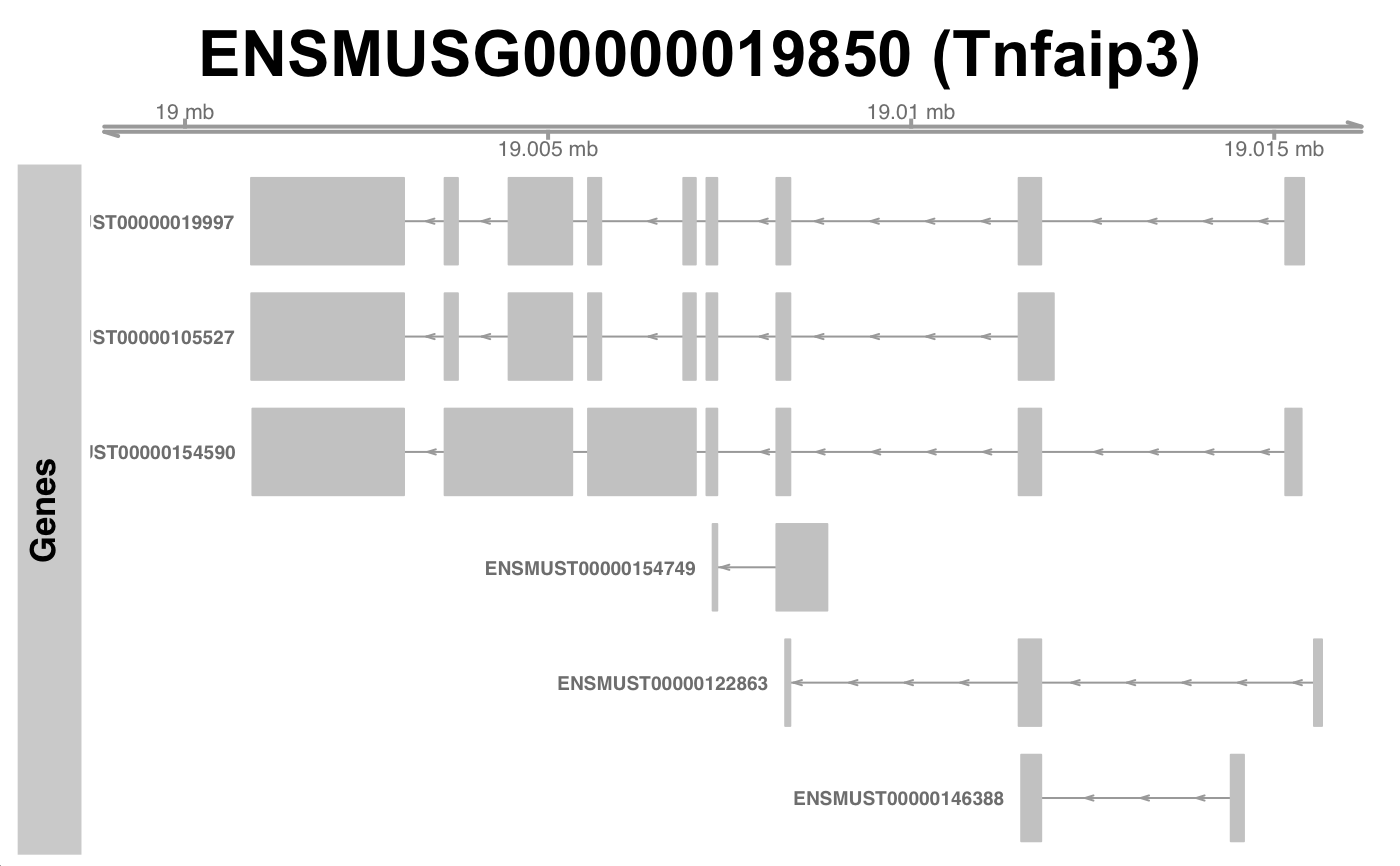 ENSMUSG00000019850 (Tnfaip3)
19 mb
19.01 mb
19.005 mb
19.015 mb
Genes
ST00000019997
ST00000105527
ST00000154590
ENSMUST00000154749
ENSMUST00000122863
ENSMUST00000146388